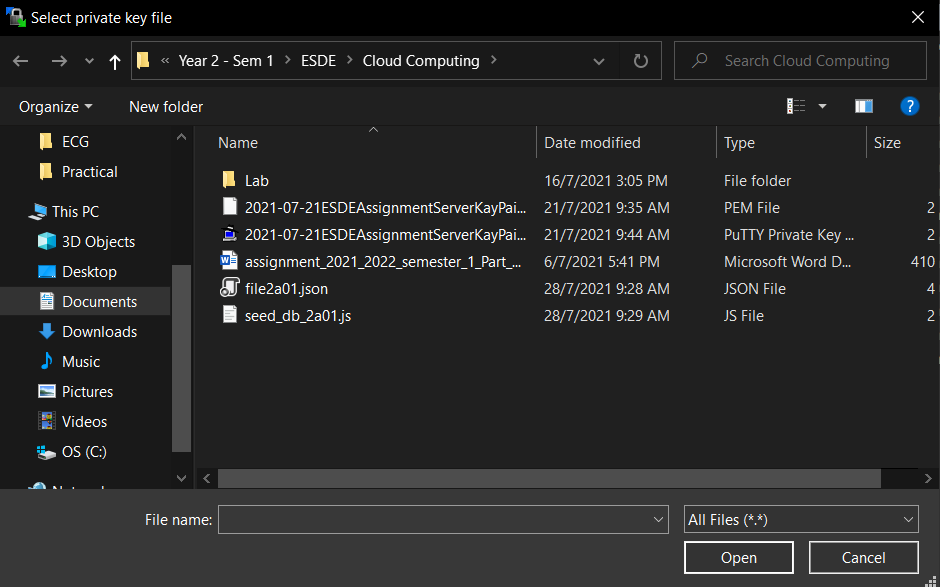 Select private key file
« Year 2 - Sem 1 > ESDE > Cloud Computing >
Search Cloud Computing
Organize
New folder
ECG
Practical
This PC
3D Objects
Desktop
Documents
Downloads
Music
Pictures
Videos
OS (C:)
Name Date modified Type Size
Lab 16/7/2021 3:05 PM File folder
2021-07-21ESDEAssignmentServerKayPai... 21/7/2021 9:35 AM PEM File 2
2021-07-21ESDEAssignmentServerKayPai... 21/7/2021 9:44 AM PuTTY Private Key ... 2
assignment_2021_2022_semester_1_Part_... 6/7/2021 5:41 PM Microsoft Word D... 410
file2a01.json 28/7/2021 9:28 AM JSON File 4
seed_db_2a01.js 28/7/2021 9:29 AM JS File 2
File name:
All Files (*.*)
Open
Cancel